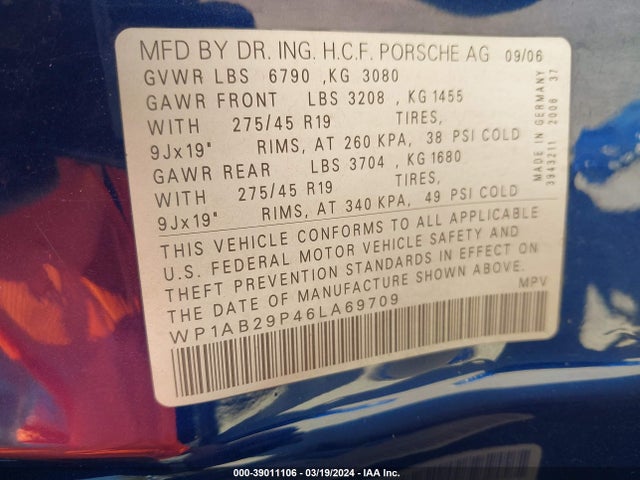 MFD BY DR. ING. H.C.F. PORSCHE AG 09/06
GVWR LBS 6790 ,KG 3080
GAWR FRONT LBS 3208 , KG 1455
WITH 275/45 R19 TIRES,
9Jx19" RIMS, AT 260 KPA, 38 PSI COLD
GAWR REAR LBS 3704 , KG 1680
WITH 275/45 R19 TIRES,
9Jx19" RIMS, AT 340 KPA, 49 PSI COLD
THIS VEHICLE CONFORMS TO ALL APPLICABLE
U.S. FEDERAL MOTOR VEHICLE SAFETY AND
THEFT PREVENTION STANDARDS IN EFFECT ON
THE DATE OF MANUFACTURE SHOWN ABOVE.
WP1AB29P46LA69709 MPV
MADE IN GERMANY
3943211 2006 37
000-39011106 - 03/19/2024 - IAA Inc.